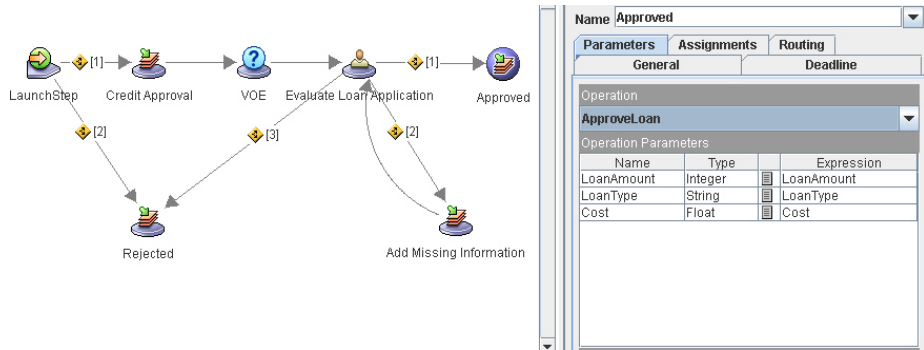 [1]
[1]
LaunchStep
Credit Approval
VOE
Evaluate Loan Application
Approved
[2]
[3]
[2]
Rejected
Add Missing Information
Name Approved
Parameters Assignments Routing
General Deadline
Operation
ApproveLoan
Operation Parameters
Name Type Expression
LoanAmount Integer LoanAmount
LoanType String LoanType
Cost Float Cost